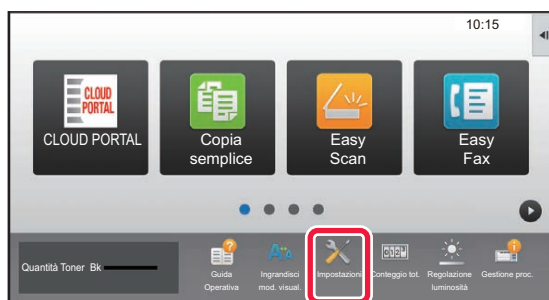 10:15
CLOUD
PORTAL
CLOUD PORTAL
Copia
semplice
Easy
Scan
Easy
Fax
Quantità Toner Bk
Guida
Operativa
Ingrandisci
mod. visual.
Impostazioni
Conteggio tot.
Regolazione
luminosità
Gestione proc.